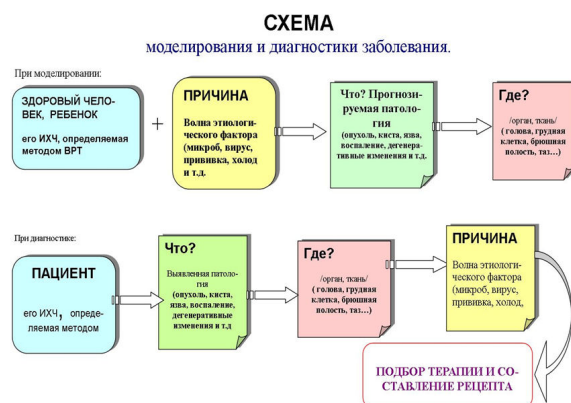 СХЕМА
моделирования и диагностики заболевания.
При моделировании:
ЗДОРОВЫЙ ЧЕЛО-
ВЕК, РЕБЕНОК
его ИХЧ, определяемая
методом ВРТ
+
ПРИЧИНА
Волна этиологи-
ческого фактора
(микроб, вирус,
прививка, холод
и т.д.
Что? Прогнози-
руемая патоло-
гия
(опухоль, киста, язва,
воспаление, дегене-
ративные изменения и т.д.
Где?
/орган, ткань/
( голова, грудная
клетка, брюшная
полость, таз…)
При диагностике:
ПАЦИЕНТ
его ИХЧ, опреде-
ляемая методом
Что?
Выявленная патоло-
гия
(опухоль, киста,
язва, воспаление,
дегенеративные
изменения и т.д
Где?
/орган, ткань/
( голова, грудная
клетка, брюшная
полость, таз…)
ПРИЧИНА
Волна этиологи-
ческого фактора
(микроб, вирус,
прививка, холод,
ПОДБОР ТЕРАПИИ И СО-
СТАВЛЕНИЕ РЕЦЕПТА